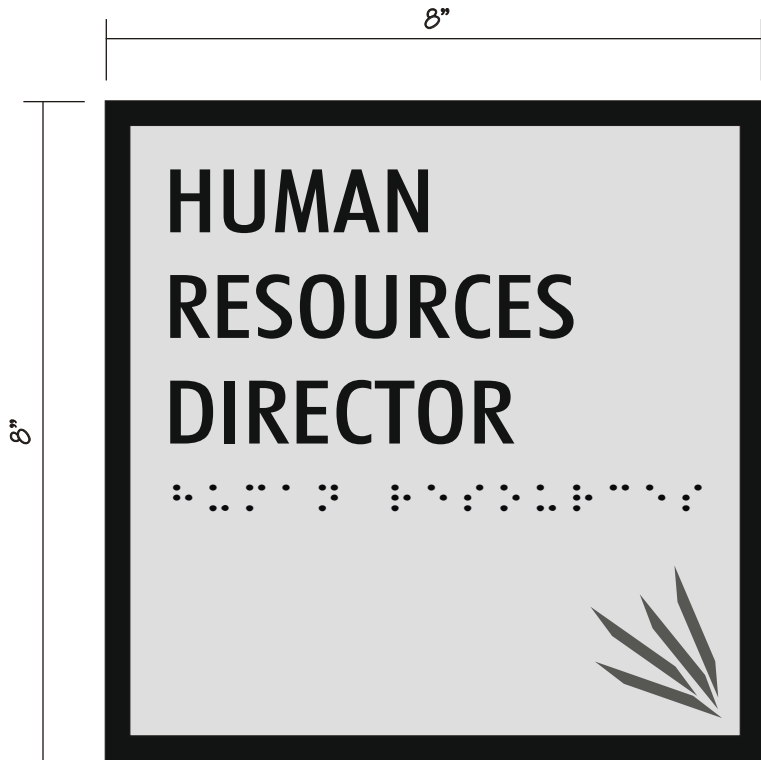 8”
HUMAN
RESOURCES
DIRECTOR
8”
⠓⠥⠍⠁⠝ ⠗⠑⠎⠕⠥⠗⠉⠑⠎